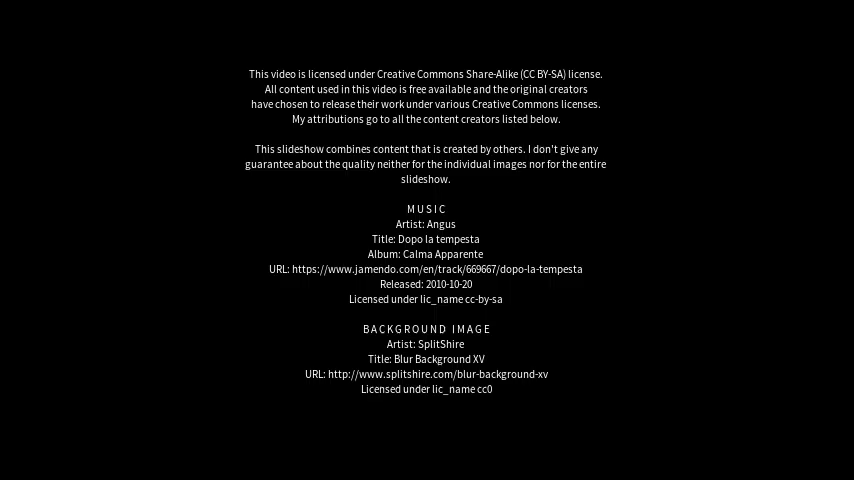 This video is licensed under Creative Commons Share-Alike (CC BY-SA) license.
All content used in this video is free available and the original creators
have chosen to release their work under various Creative Commons licenses.
My attributions go to all the content creators listed below.
This slideshow combines content that is created by others. I don't give any
guarantee about the quality neither for the individual images nor for the entire
slideshow.
MUSIC
Artist: Angus
Title: Dopo la tempesta
Album: Calma Apparente
URL: https://www.jamendo.com/en/track/669667/dopo-la-tempesta
Released: 2010-10-20
Licensed under lic_name cc-by-sa
BACKGROUND IMAGE
Artist: SplitShire
Title: Blur Background XV
URL: http://www.splitshire.com/blur-background-xv
Licensed under lic_name cc0